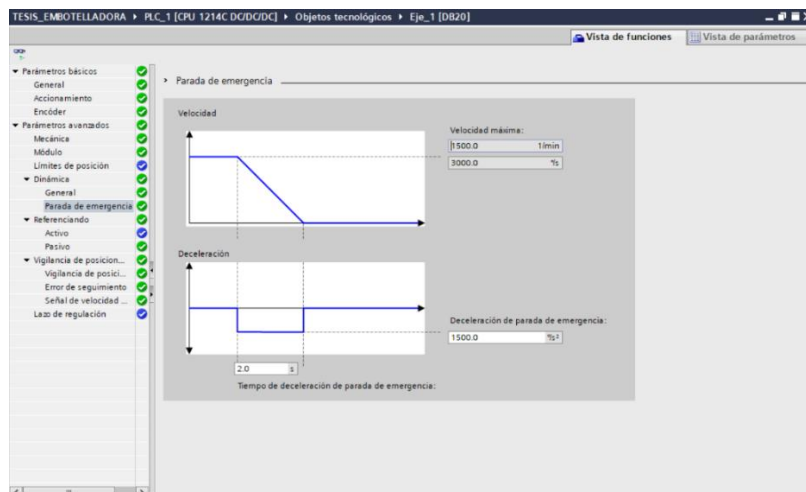 TESIS_EMBOTELLADORA ▸ PLC_1 [CPU 1214C DC/DC/DC] ▸ Objetos tecnológicos ▸ Eje_1 [DB20]
Vista de funciones
Vista de parámetros
Parámetros básicos
General
Accionamiento
Encóder
Parámetros avanzados
Mecánica
Módulo
Límites de posición
Dinámica
General
Parada de emergencia
Referenciando
Activo
Pasivo
Vigilancia de posicion...
Vigilancia de posici...
Error de seguimiento
Señal de velocidad ...
Lazo de regulación
Parada de emergencia
Velocidad
Velocidad máxima:
1500.0 1/min
3000.0 °/s
Deceleración
Deceleración de parada de emergencia:
1500.0 °/s²
2.0 s
Tiempo de deceleración de parada de emergencia: